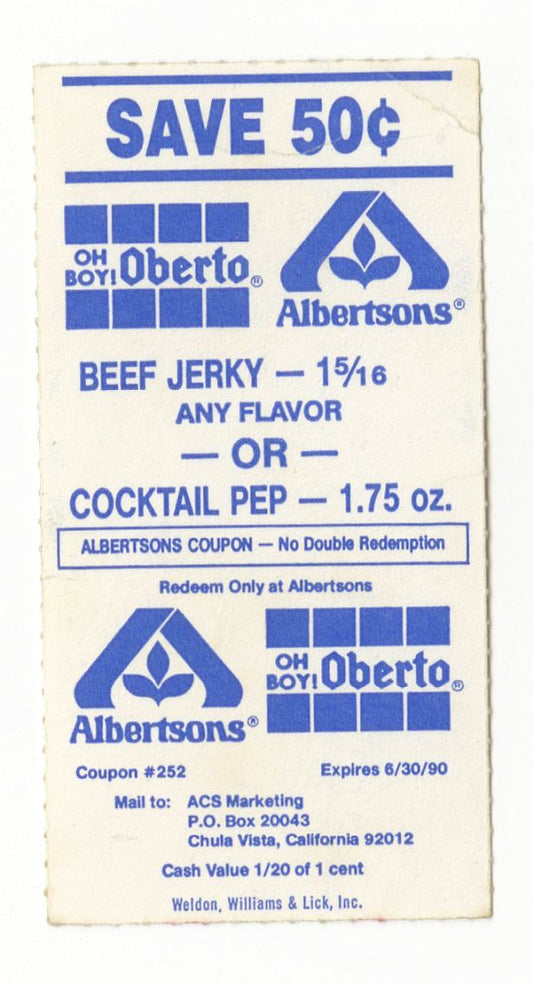 SAVE 50¢
OH BOY! Oberto®
Albertsons®
BEEF JERKY — 1 5/16
ANY FLAVOR
— OR —
COCKTAIL PEP — 1.75 oz.
ALBERTSONS COUPON — No Double Redemption
Redeem Only at Albertsons
Albertsons®
OH BOY! Oberto®
Coupon #252 Expires 6/30/90
Mail to: ACS Marketing
P.O. Box 20043
Chula Vista, California 92012
Cash Value 1/20 of 1 cent
Weldon, Williams & Lick, Inc.